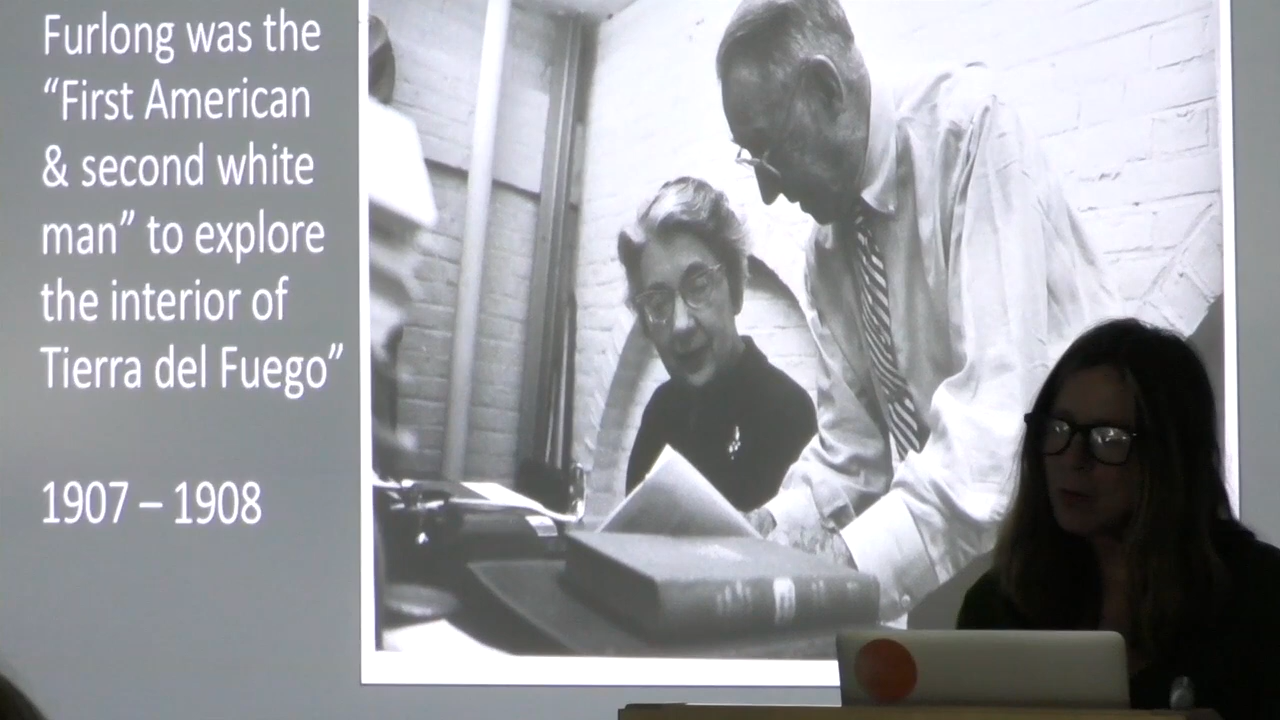 Furlong was the
“First American
& second white
man” to explore
the interior of
Tierra del Fuego”
1907 – 1908